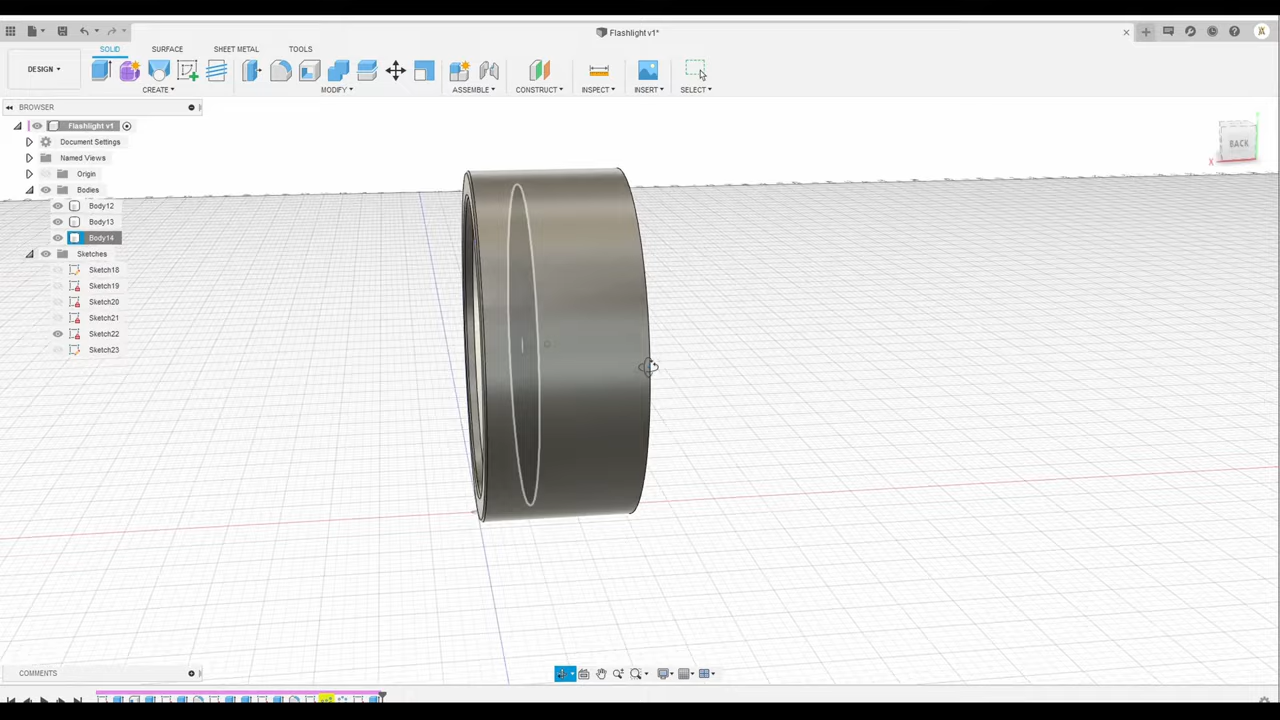 Flashlight v1*
SOLID SURFACE SHEET METAL TOOLS
DESIGN
CREATE MODIFY ASSEMBLE CONSTRUCT INSPECT INSERT SELECT
BROWSER
BACK
X
Flashlight v1
Document Settings
Named Views
Origin
Bodies
Body12
Body13
Body14
Sketches
Sketch18
Sketch19
Sketch20
Sketch21
Sketch22
Sketch23
COMMENTS